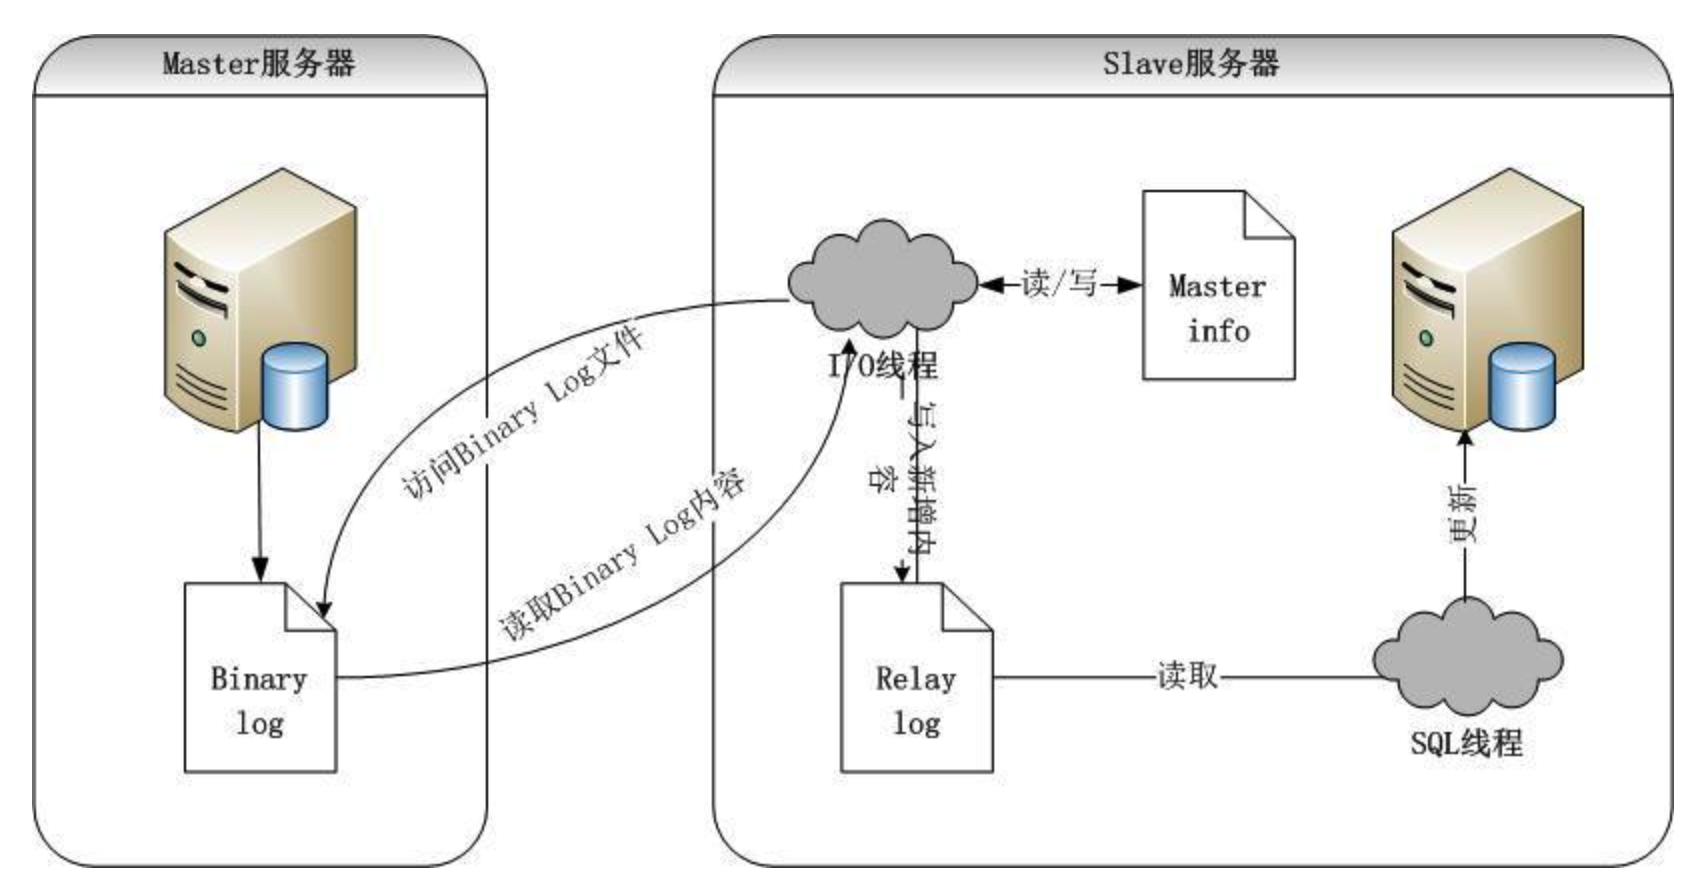 Master服务器
Slave服务器
读/写
Master
info
I/O线程
访问Binary Log文件
读取Binary Log内容
写入新增内
容
更新
Binary
log
Relay
log
读取
SQL线程